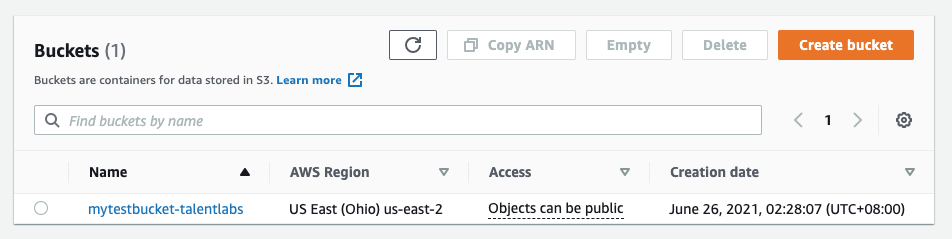 Buckets (1)
Copy ARN
Empty
Delete
Create bucket
Buckets are containers for data stored in S3. Learn more
Find buckets by name
1
Name AWS Region Access Creation date
mytestbucket-talentlabs US East (Ohio) us-east-2 Objects can be public June 26, 2021, 02:28:07 (UTC+08:00)